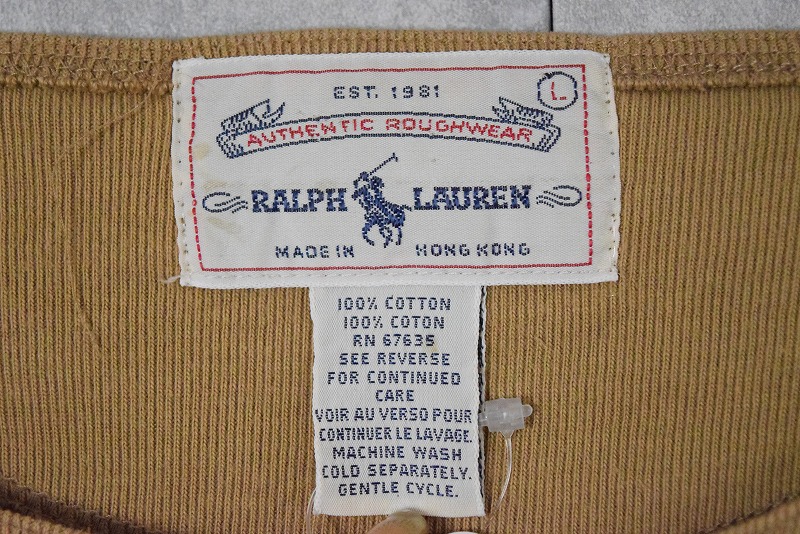 EST. 1981
L
AUTHENTIC ROUGHWEAR
RALPH LAUREN
MADE IN HONG KONG
100% COTTON
100% COTON
RN 67635
SEE REVERSE
FOR CONTINUED
CARE
VOIR AU VERSO POUR
CONTINUER LE LAVAGE.
MACHINE WASH
COLD SEPARATELY.
GENTLE CYCLE.